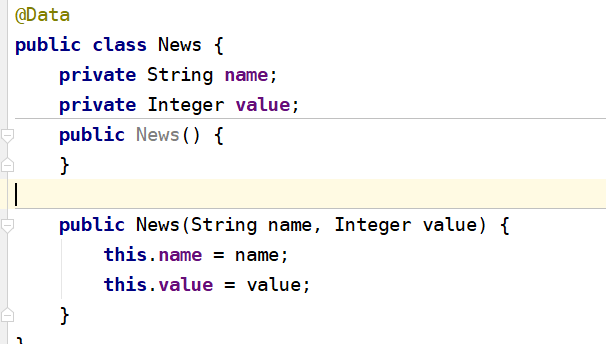 @Data
public class News {
    private String name;
    private Integer value;
    public News() {
    }
    public News(String name, Integer value) {
        this.name = name;
        this.value = value;
    }
}